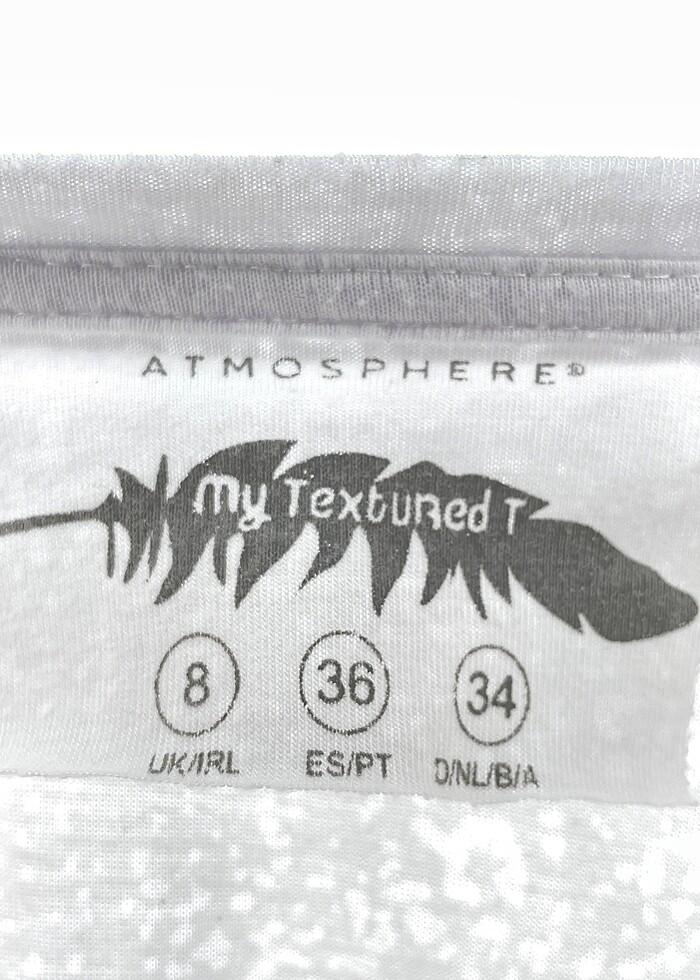 ATMOSPHERE®
My Textured T
8 36 34
UK/IRL ES/PT D/NL/B/A